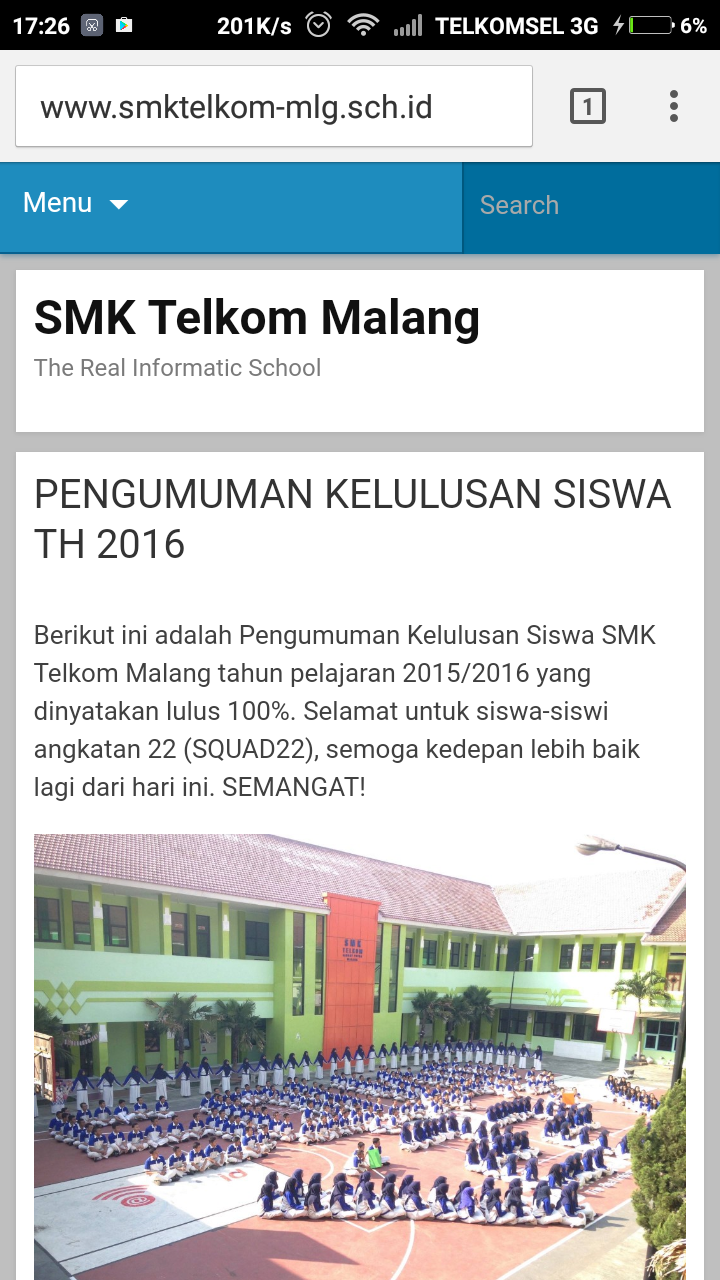 17:26 201K/s TELKOMSEL 3G 6%
www.smktelkom-mlg.sch.id 1
Menu Search
SMK Telkom Malang
The Real Informatic School
PENGUMUMAN KELULUSAN SISWA
TH 2016
Berikut ini adalah Pengumuman Kelulusan Siswa SMK
Telkom Malang tahun pelajaran 2015/2016 yang
dinyatakan lulus 100%. Selamat untuk siswa-siswi
angkatan 22 (SQUAD22), semoga kedepan lebih baik
lagi dari hari ini. SEMANGAT!
SMK
TELKOM